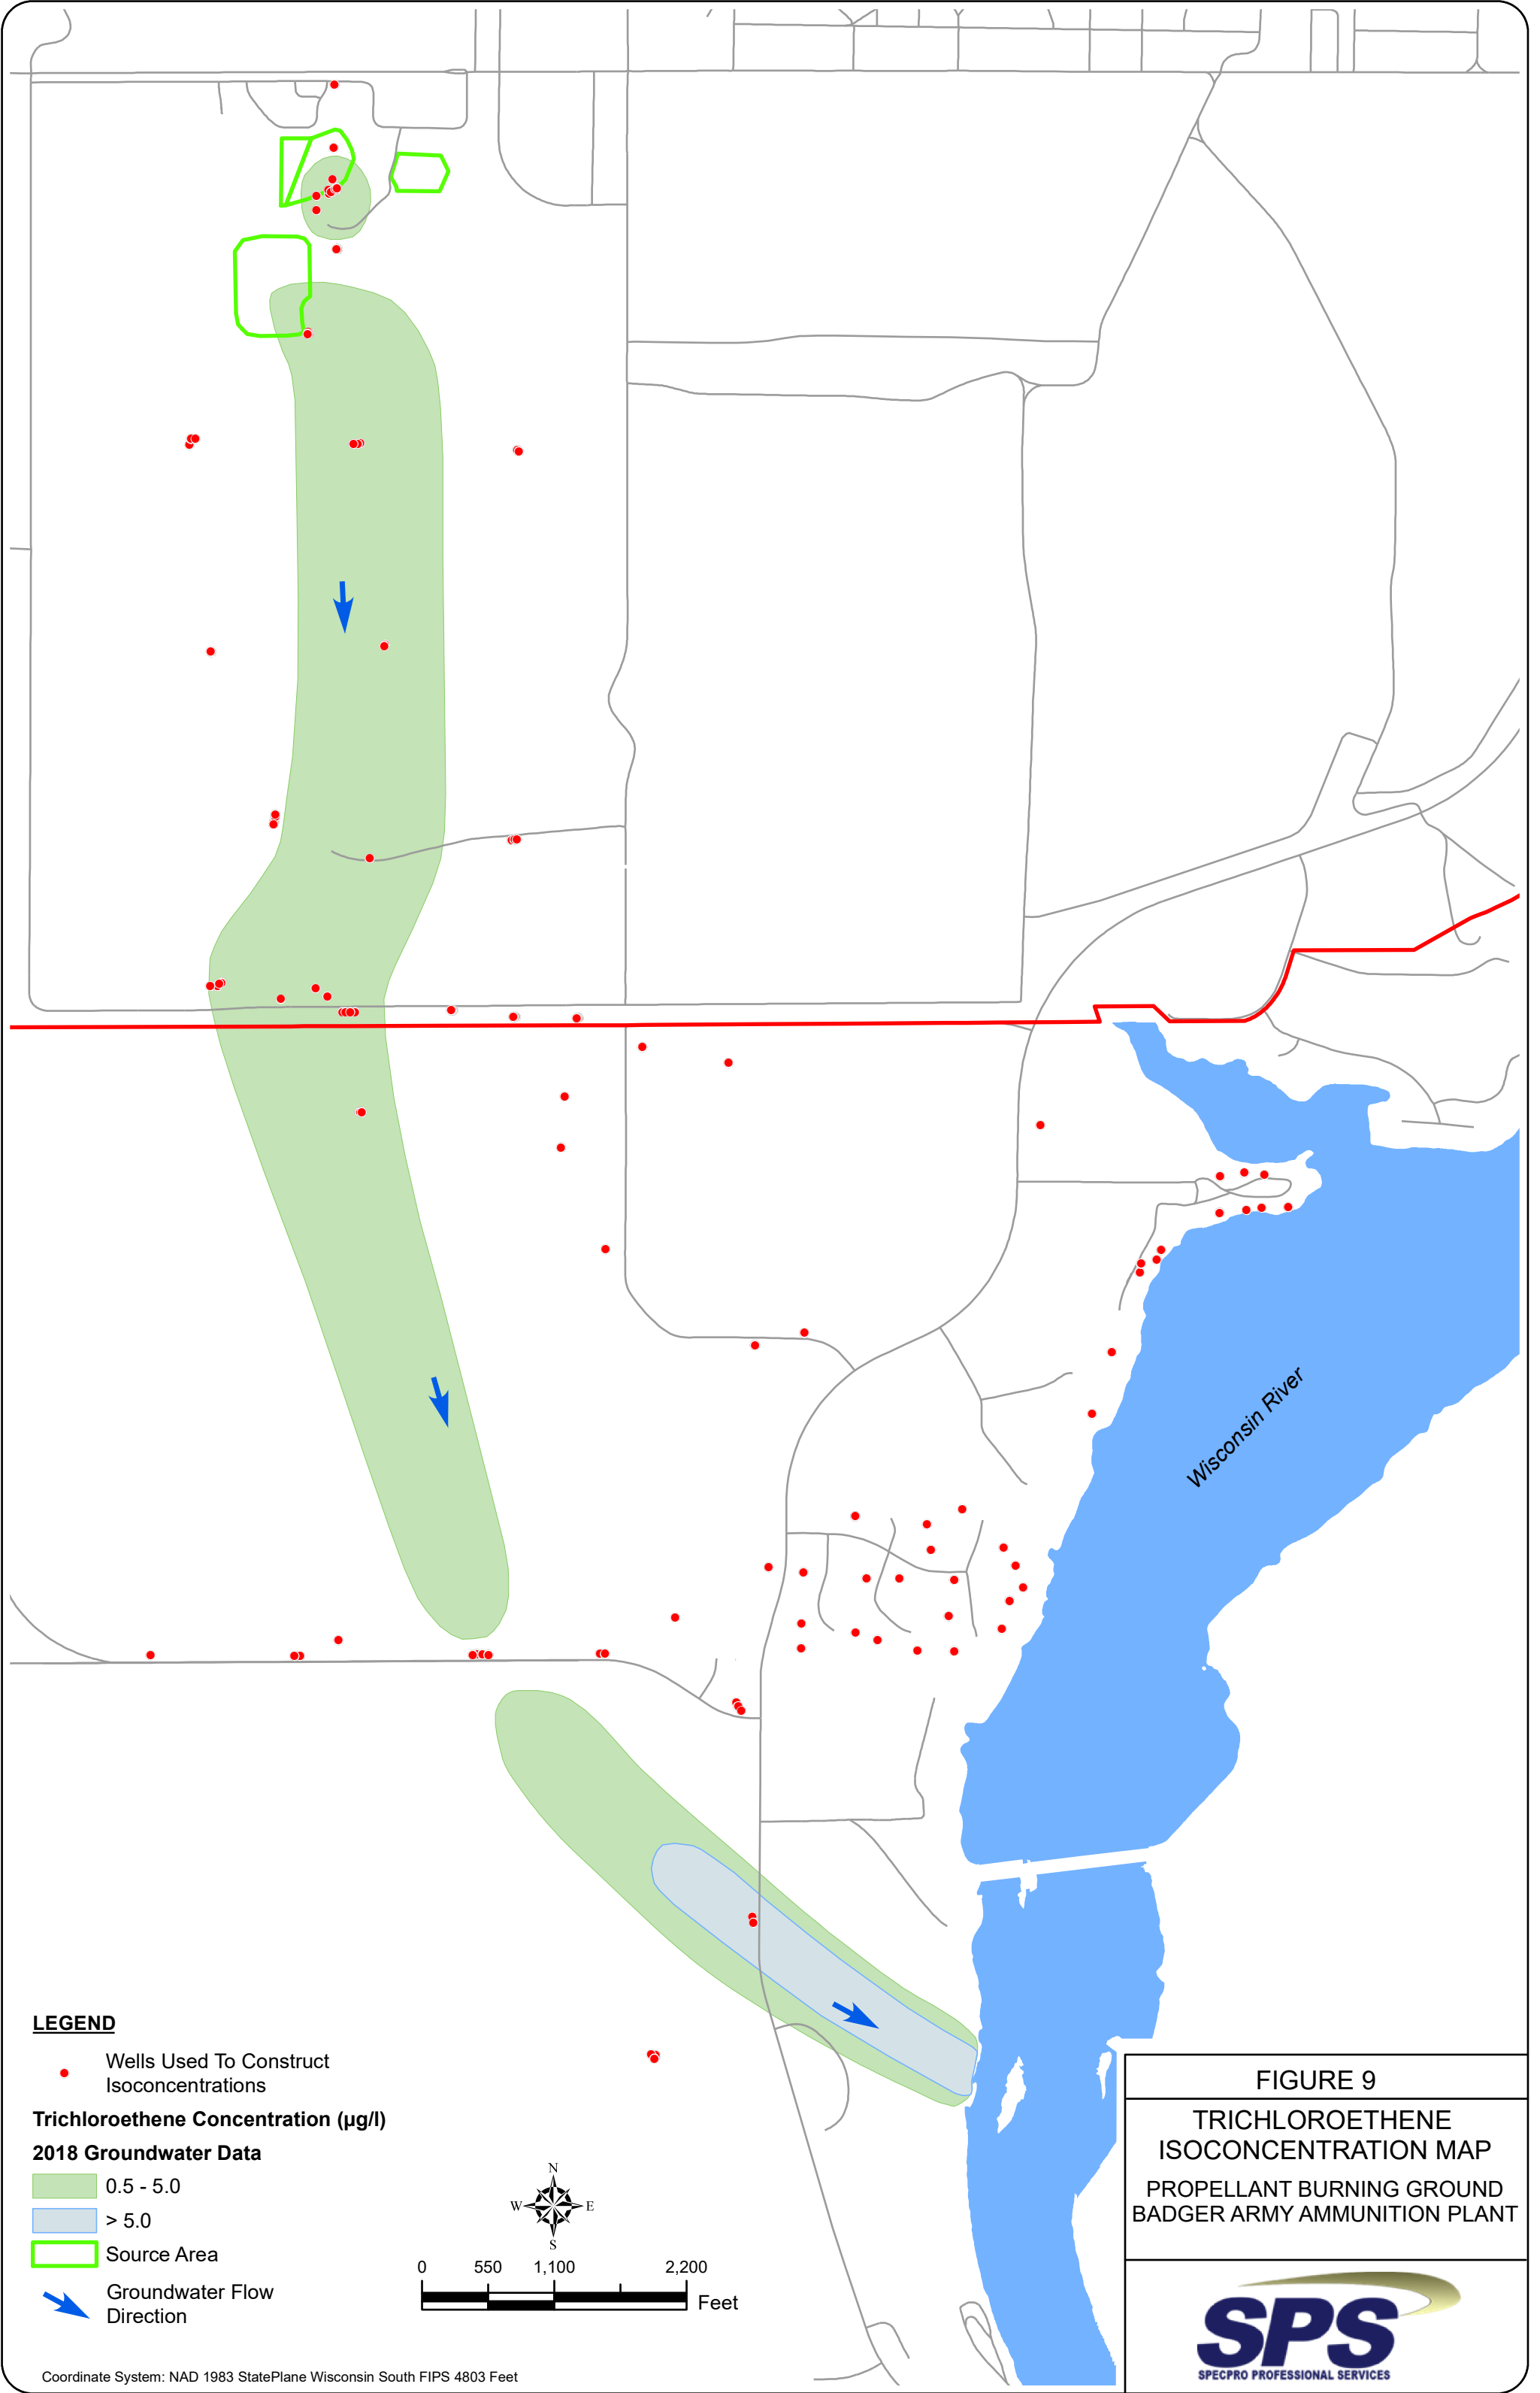 Wisconsin River
LEGEND
Wells Used To Construct
Isoconcentrations
Trichloroethene Concentration (µg/l)
2018 Groundwater Data
0.5 - 5.0
> 5.0
Source Area
Groundwater Flow
Direction
N
W E
S
0 550 1,100 2,200
Feet
Coordinate System: NAD 1983 StatePlane Wisconsin South FIPS 4803 Feet
FIGURE 9
TRICHLOROETHENE
ISOCONCENTRATION MAP
PROPELLANT BURNING GROUND
BADGER ARMY AMMUNITION PLANT
SPS
SPECPRO PROFESSIONAL SERVICES